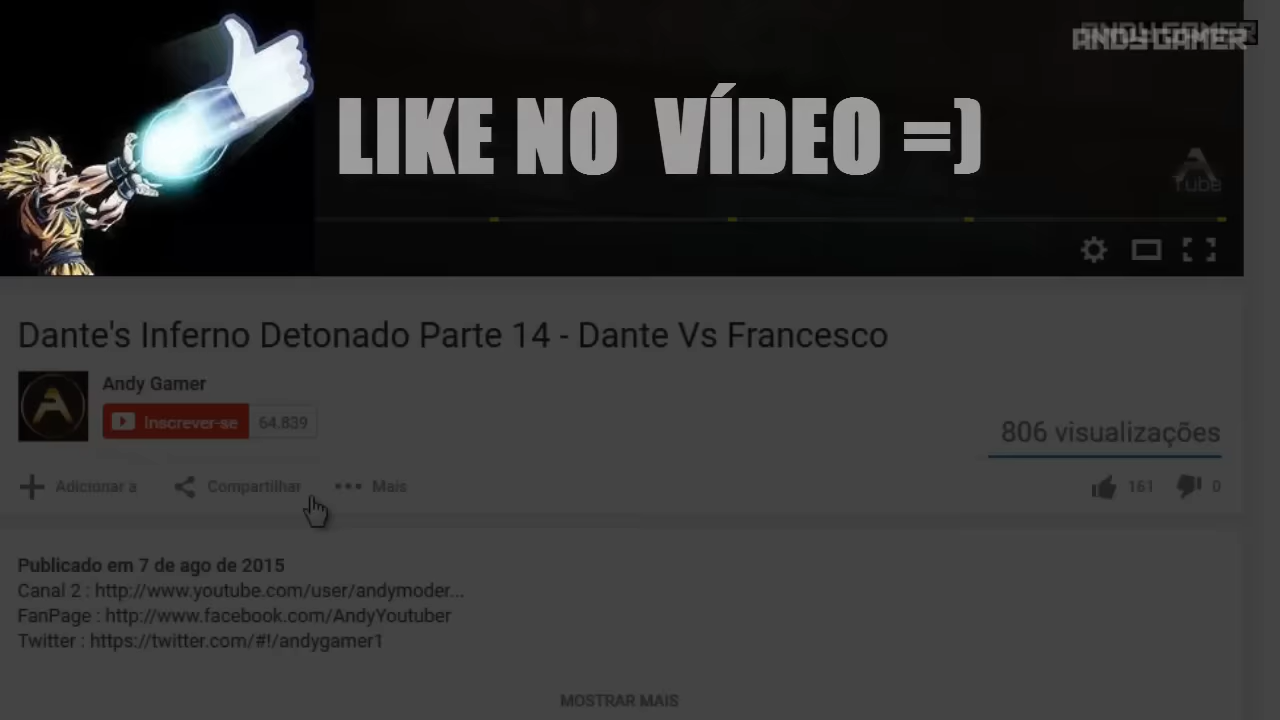 ANDY GAMER
ANDY GAMER
LIKE NO VÍDEO =)
A
Tube
Dante's Inferno Detonado Parte 14 - Dante Vs Francesco
Andy Gamer
Inscrever-se 64.839
806 visualizações
Adicionar a Compartilhar Mais 161 0
Publicado em 7 de ago de 2015
Canal 2 : http://www.youtube.com/user/andymoder...
FanPage : http://www.facebook.com/AndyYoutuber
Twitter : https://twitter.com/#!/andygamer1
MOSTRAR MAIS